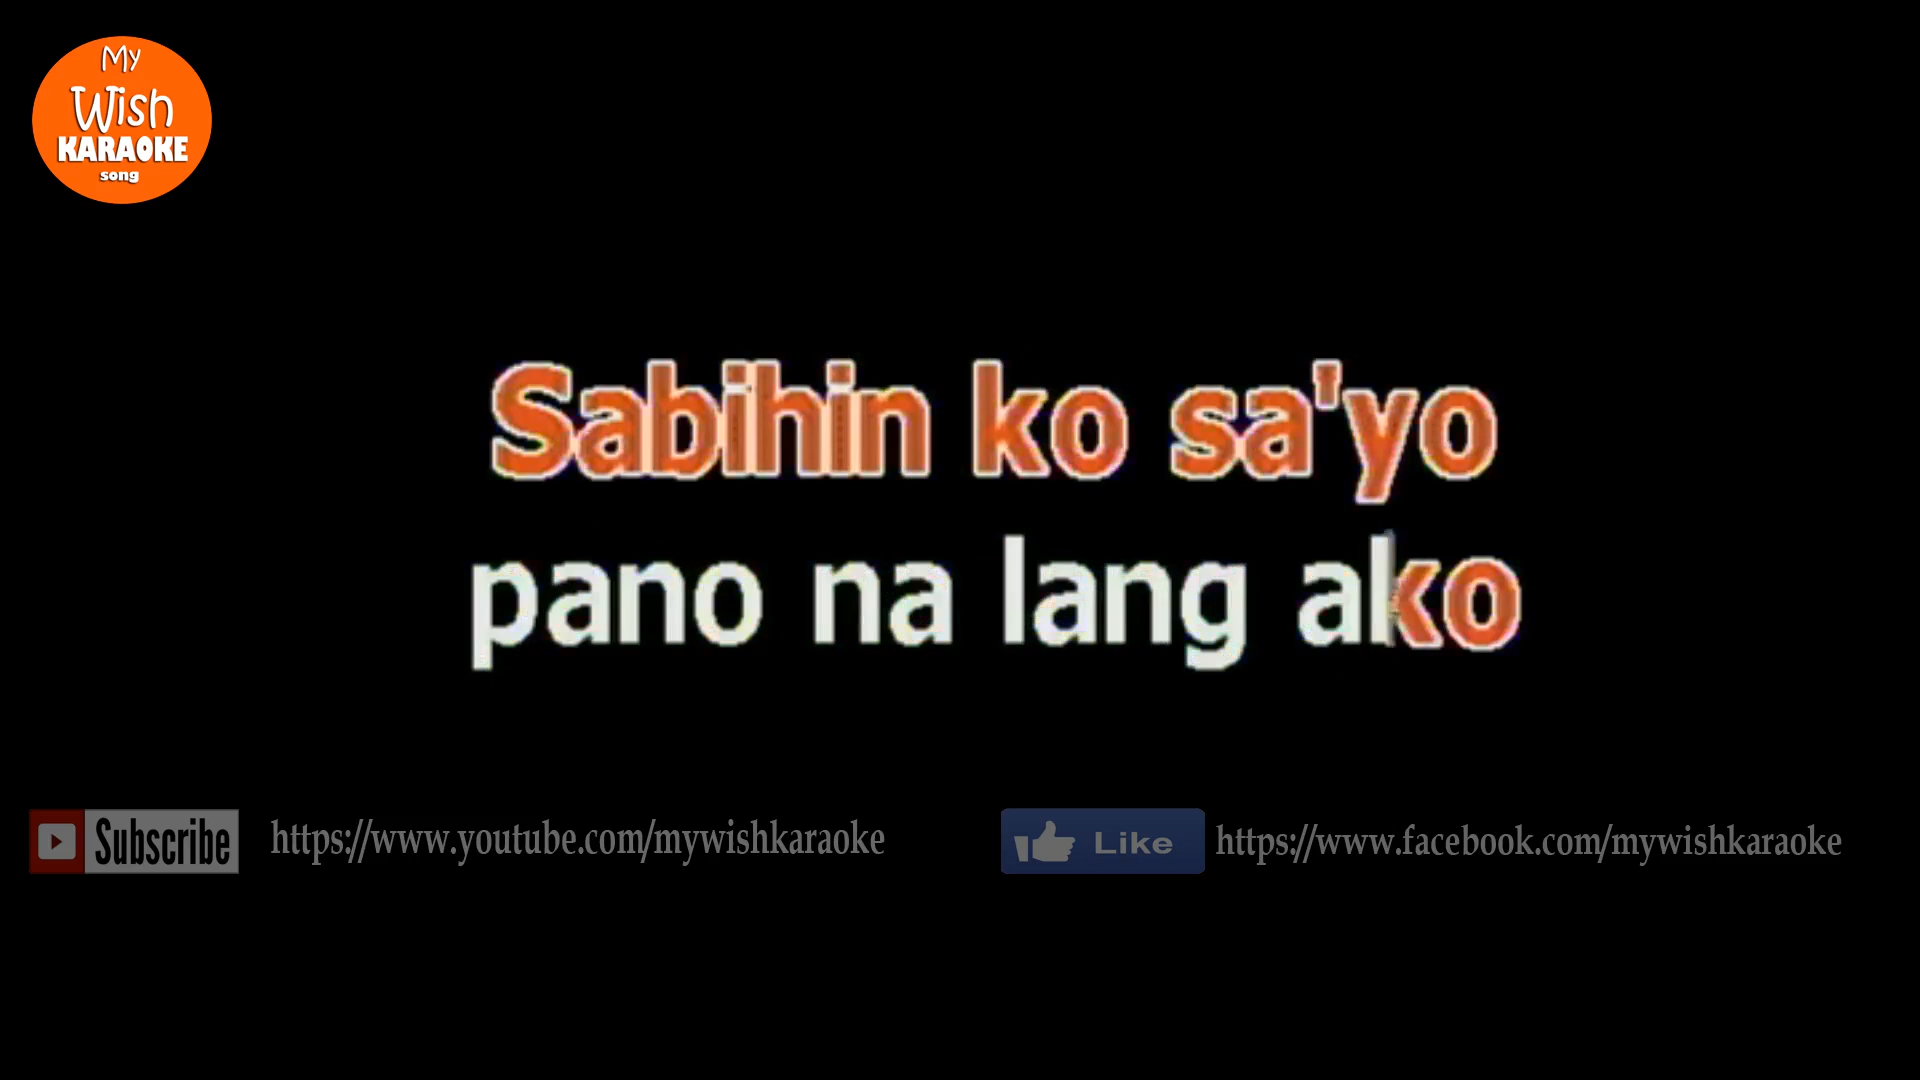 My
Wish
KARAOKE
song
Sabihin ko sa'yo
pano na lang ako
Subscribe https://www.youtube.com/mywishkaraoke
Like https://www.facebook.com/mywishkaraoke